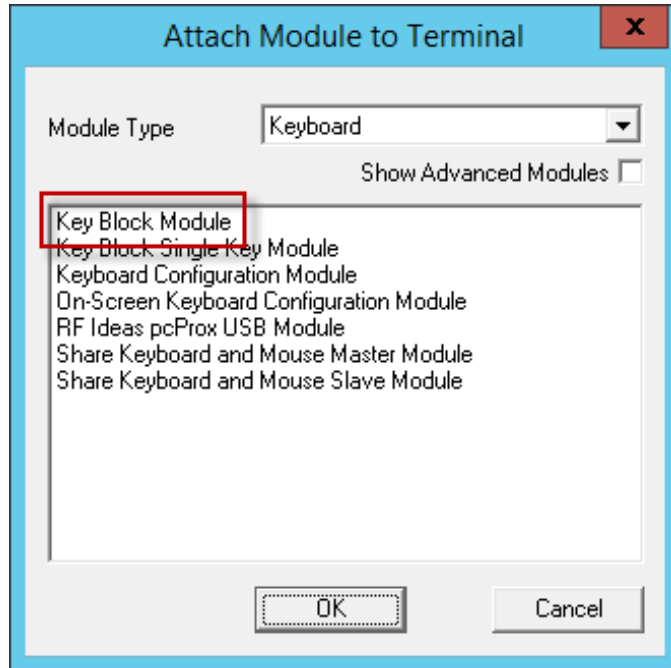 Attach Module to Terminal
x
Module Type Keyboard
Show Advanced Modules
Key Block Module
Key Block Single Key Module
Keyboard Configuration Module
On-Screen Keyboard Configuration Module
RF Ideas pcProx USB Module
Share Keyboard and Mouse Master Module
Share Keyboard and Mouse Slave Module
OK Cancel